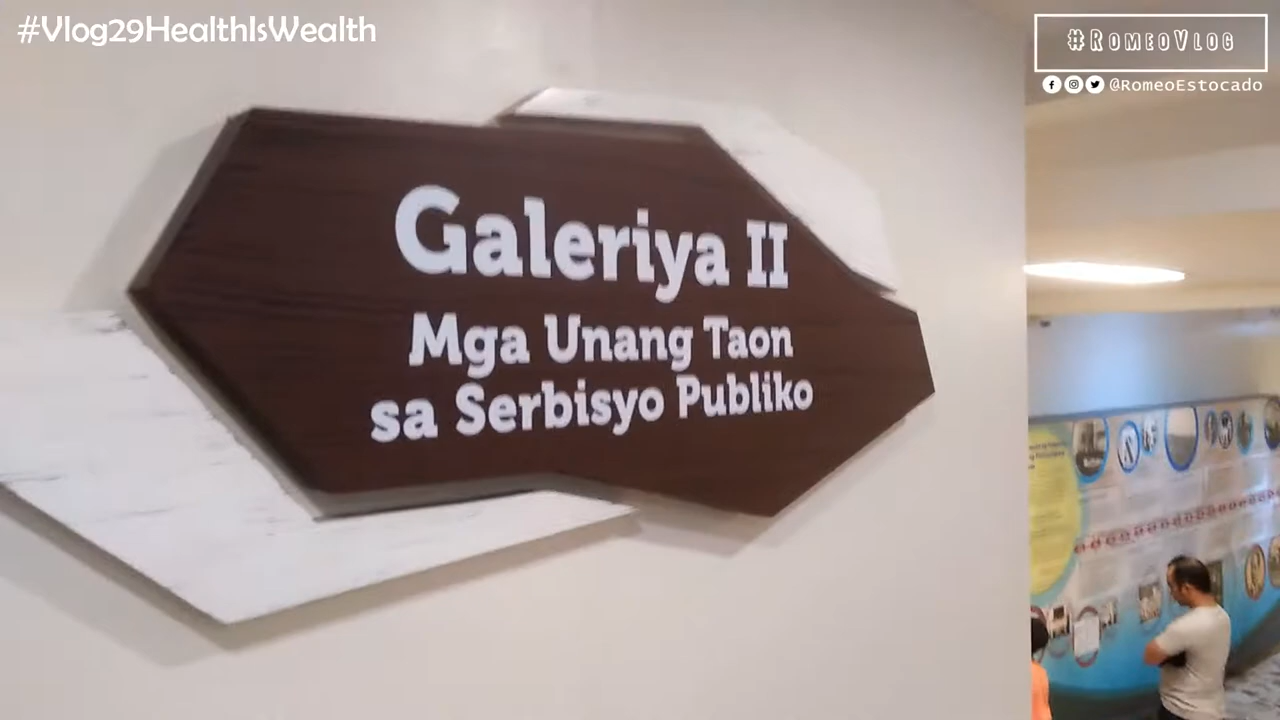 #Vlog29HealthIsWealth
#RomeoVlog
@RomeoEstocado
Galeriya II
Mga Unang Taon
sa Serbisyo Publiko